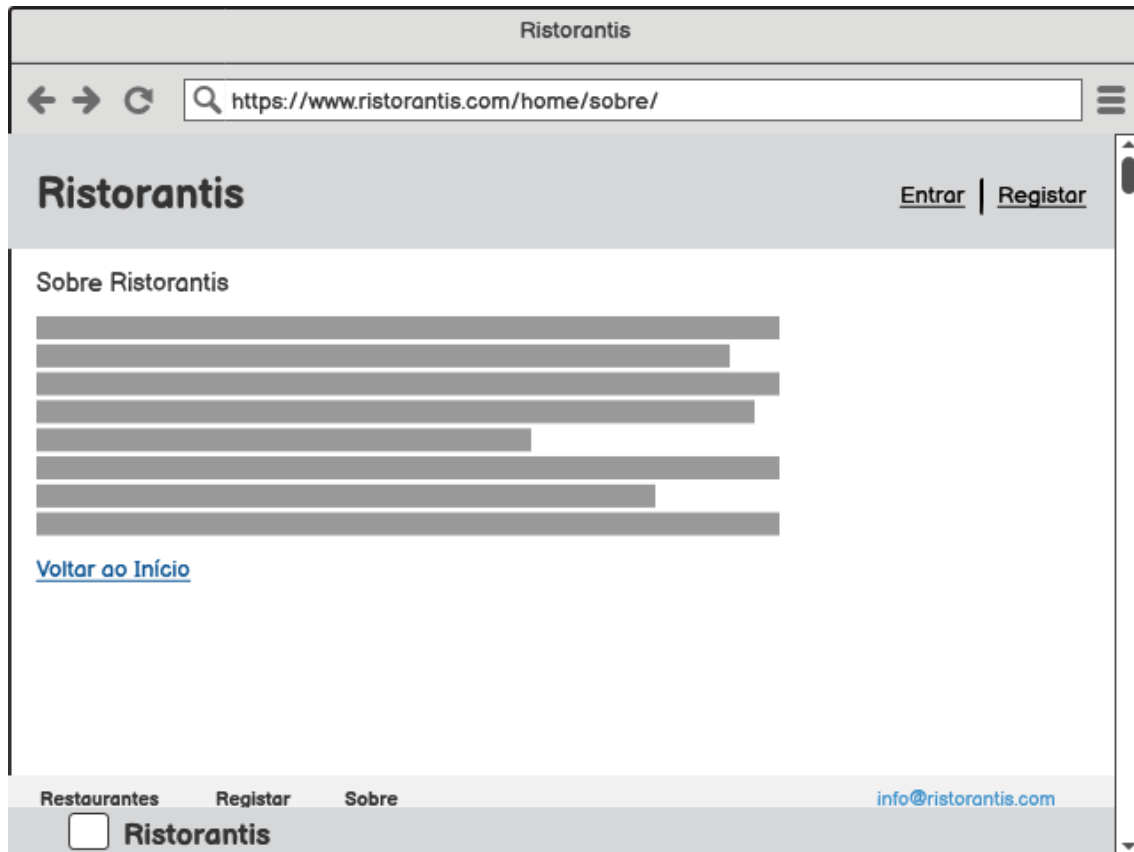 Ristorantis
https://www.ristorantis.com/home/sobre/
Ristorantis
Entrar Registar
Sobre Ristorantis
Voltar ao Início
Restaurantes Registar Sobre info@ristorantis.com
Ristorantis